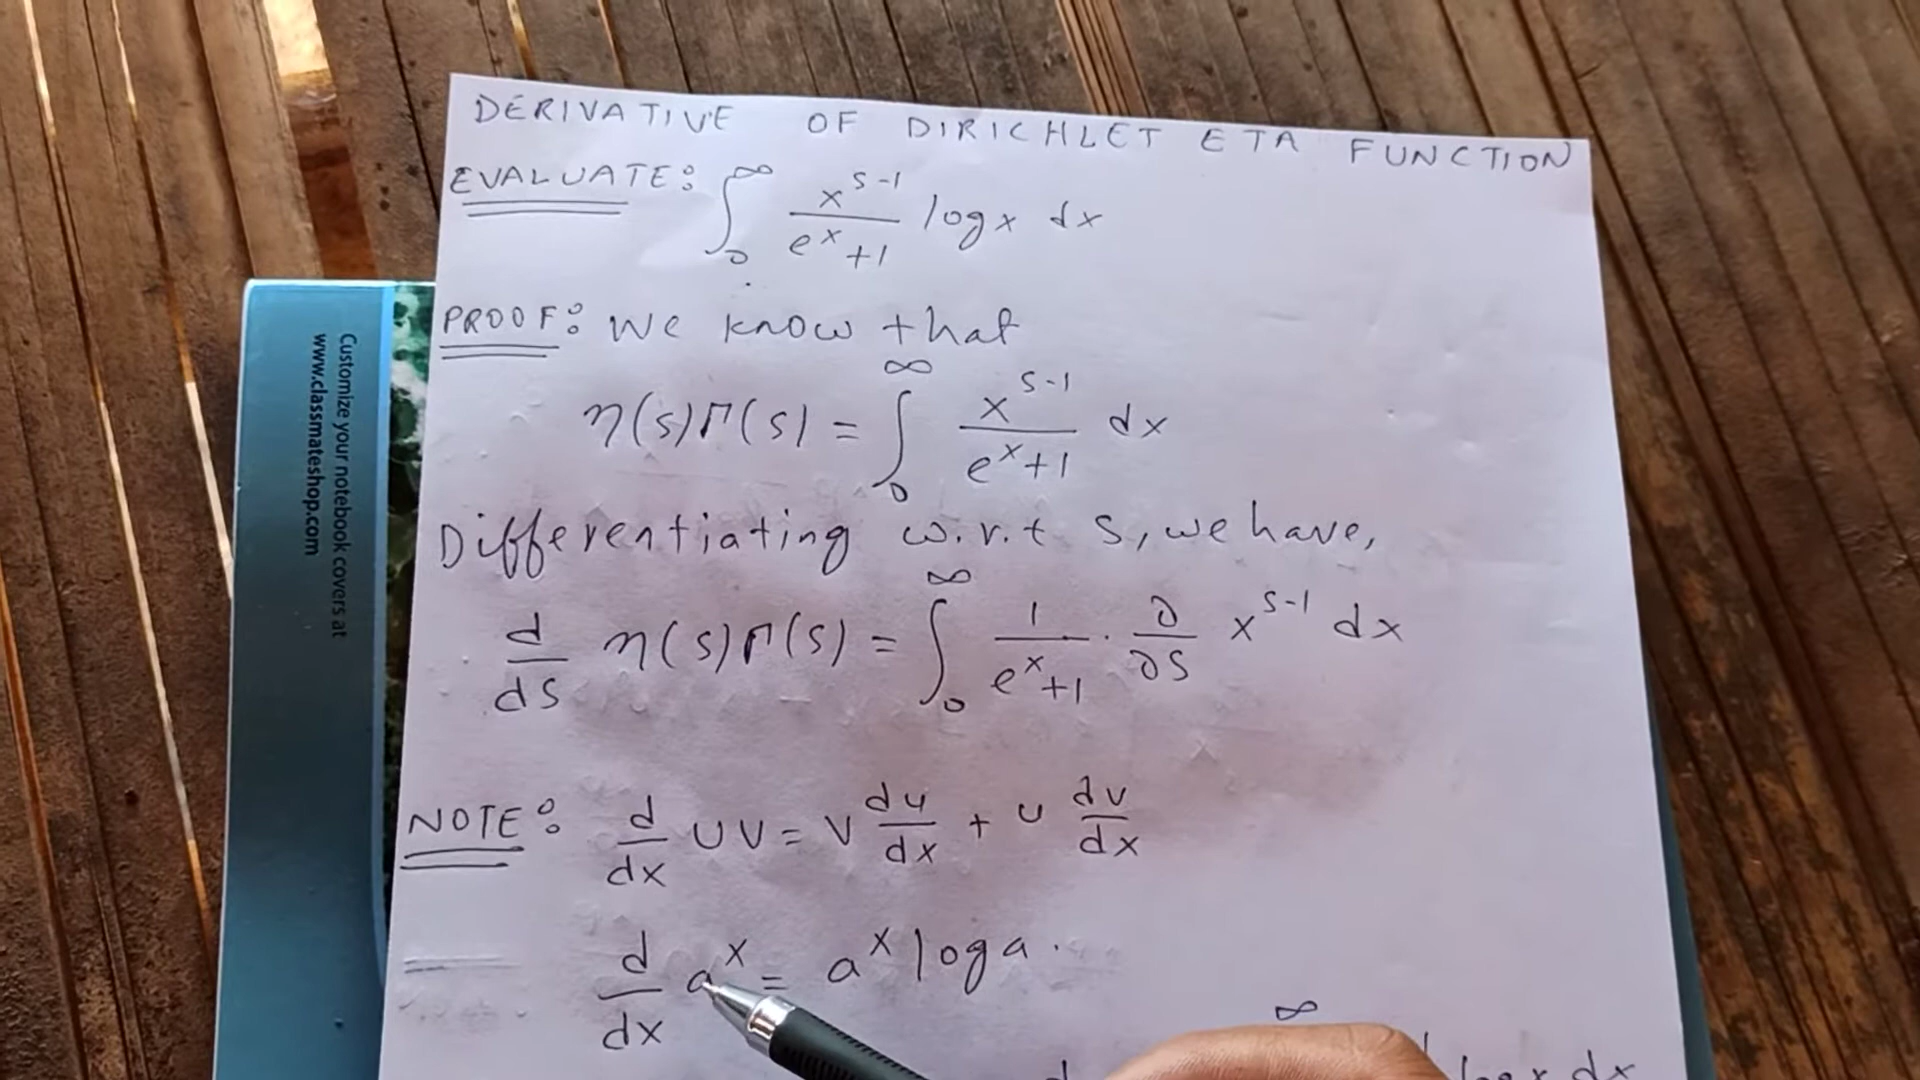 DERIVATIVE OF DIRICHLET ETA FUNCTION
EVALUATE: ∫₀^∞ x^(s-1)/(e^x+1) log x dx
PROOF: We know that
η(s)Γ(s) = ∫₀^∞ x^(s-1)/(e^x+1) dx
Differentiating w.r.t s, we have,
d/ds η(s)Γ(s) = ∫₀^∞ 1/(e^x+1) · ∂/∂s x^(s-1) dx
NOTE: d/dx UV = V du/dx + U dv/dx
d/dx a^x = a^x log a.
∞
log x dx
Customize your notebook covers at
www.classmateshop.com